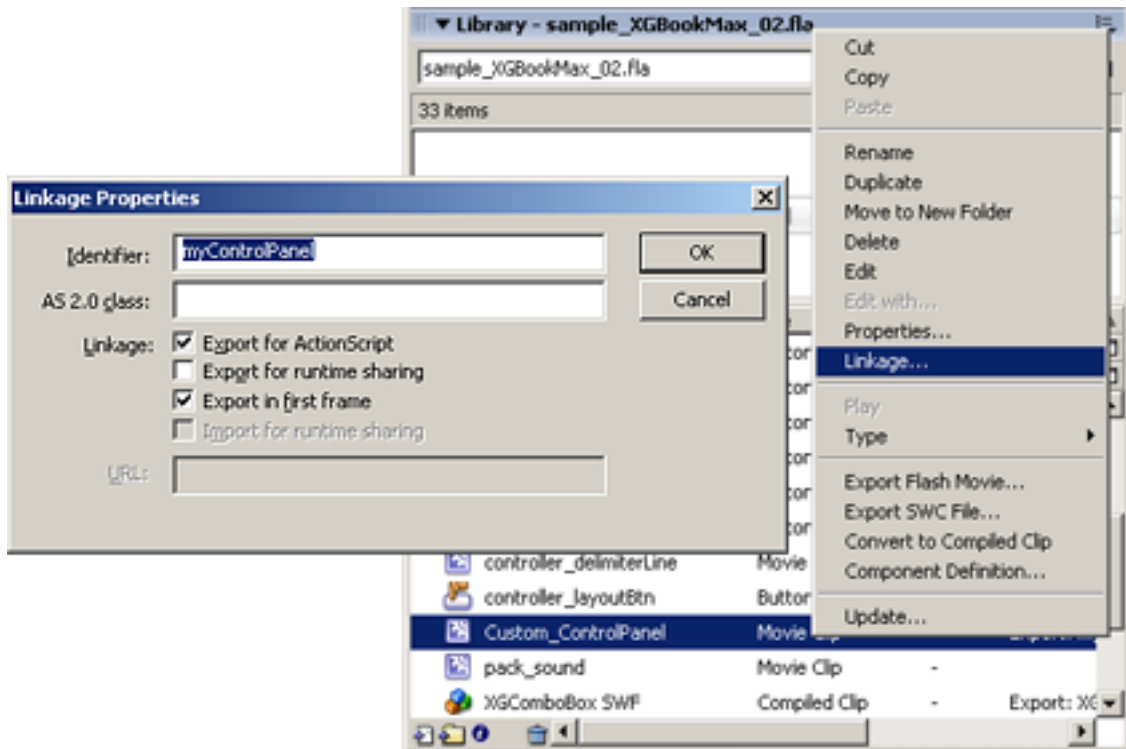 Library - sample_XGBookMax_02.fla
sample_XGBookMax_02.fla
33 items
Linkage Properties
Identifier: myControlPanel
OK
AS 2.0 class:
Cancel
Linkage: Export for ActionScript
Export for runtime sharing
Export in first frame
Import for runtime sharing
URL:
Cut
Copy
Paste
Rename
Duplicate
Move to New Folder
Delete
Edit
Edit with...
Properties...
Linkage...
Play
Type
Export Flash Movie...
Export SWC File...
Convert to Compiled Clip
Component Definition...
Update...
controller_delimiterLine Movie
controller_layoutBtn Button
Custom_ControlPanel Movie
pack_sound Movie Clip -
XGComboBox SWF Compiled Clip - Export: XG